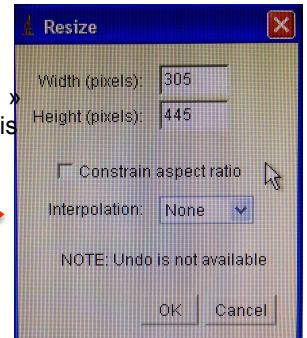 Resize
Width (pixels): 305
»
Height (pixels): 445
is
Constrain aspect ratio
Interpolation: None
NOTE: Undo is not available
OK Cancel